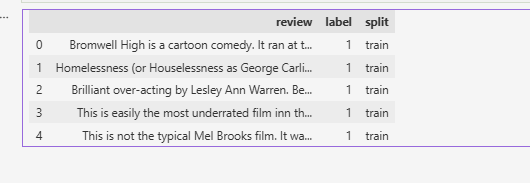 ...
review label split
0 Bromwell High is a cartoon comedy. It ran at t... 1 train
1 Homelessness (or Houselessness as George Carli... 1 train
2 Brilliant over-acting by Lesley Ann Warren. Be... 1 train
3 This is easily the most underrated film inn th... 1 train
4 This is not the typical Mel Brooks film. It wa... 1 train